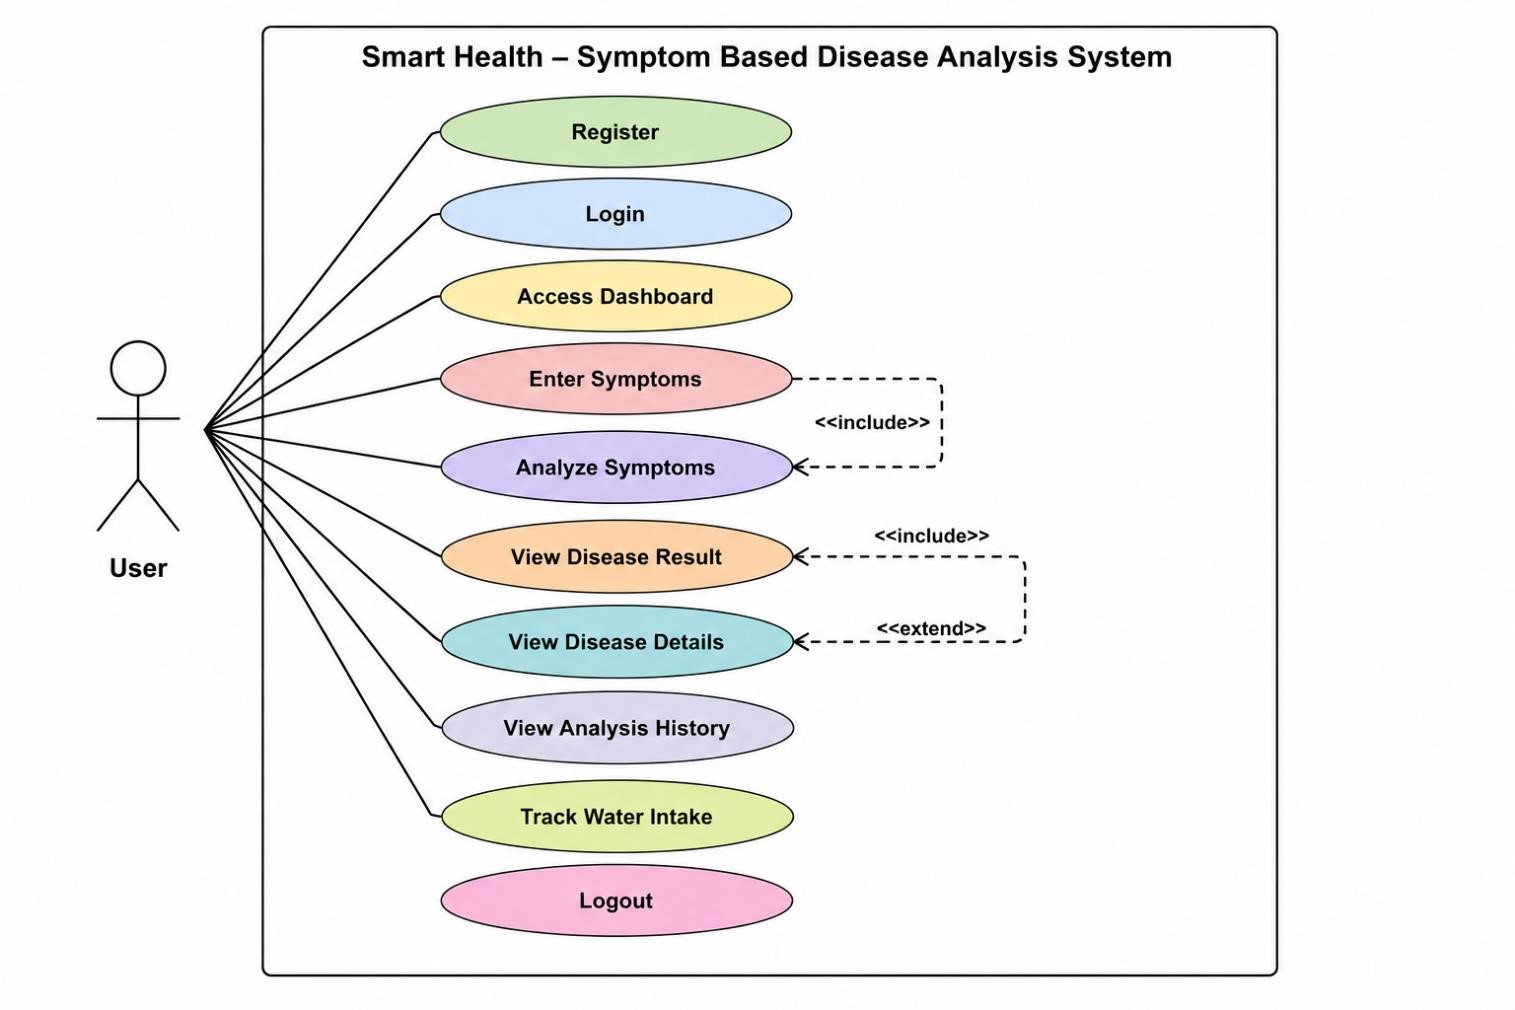 Smart Health – Symptom Based Disease Analysis System
Register
Login
Access Dashboard
Enter Symptoms
<<include>>
Analyze Symptoms
<<include>>
View Disease Result
User
<<extend>>
View Disease Details
View Analysis History
Track Water Intake
Logout